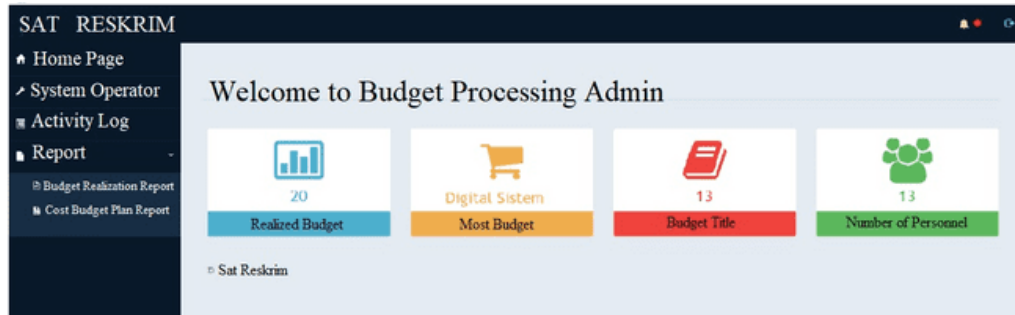 SAT RESKRIM
Home Page
System Operator
Activity Log
Report
Budget Realization Report
Cost Budget Plan Report
Welcome to Budget Processing Admin
20
Realized Budget
Digital Sistem
Most Budget
13
Budget Title
13
Number of Personnel
Sat Reskrim